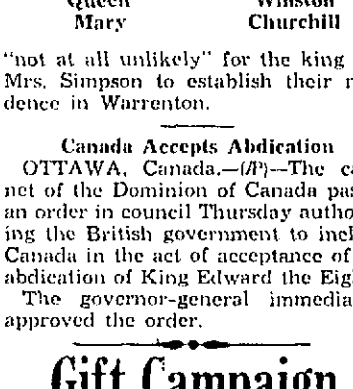 Queen Winston
Mary Churchill
"not at all unlikely" for the king
Mrs. Simpson to establish their r
dence in Warrenton.
Canada Accepts Abdication
OTTAWA, Canada.—(AP)—The ca
net of the Dominion of Canada pas
an order in council Thursday autho
ing the British government to incl
Canada in the act of acceptance of
abdication of King Edward the Eig
The governor-general immedia
approved the order.
Gift Campaign